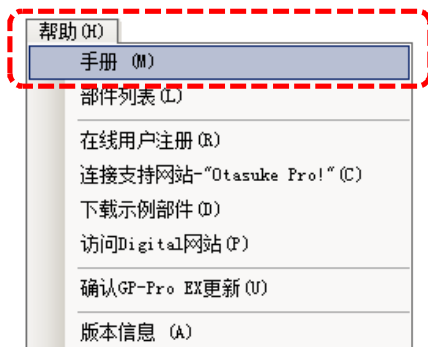 帮助(H)
手册 (M)
部件列表(L)
在线用户注册(R)
连接支持网站-"Otasuke Pro!"(C)
下载示例部件(D)
访问Digital网站(P)
确认GP-Pro EX更新(U)
版本信息 (A)